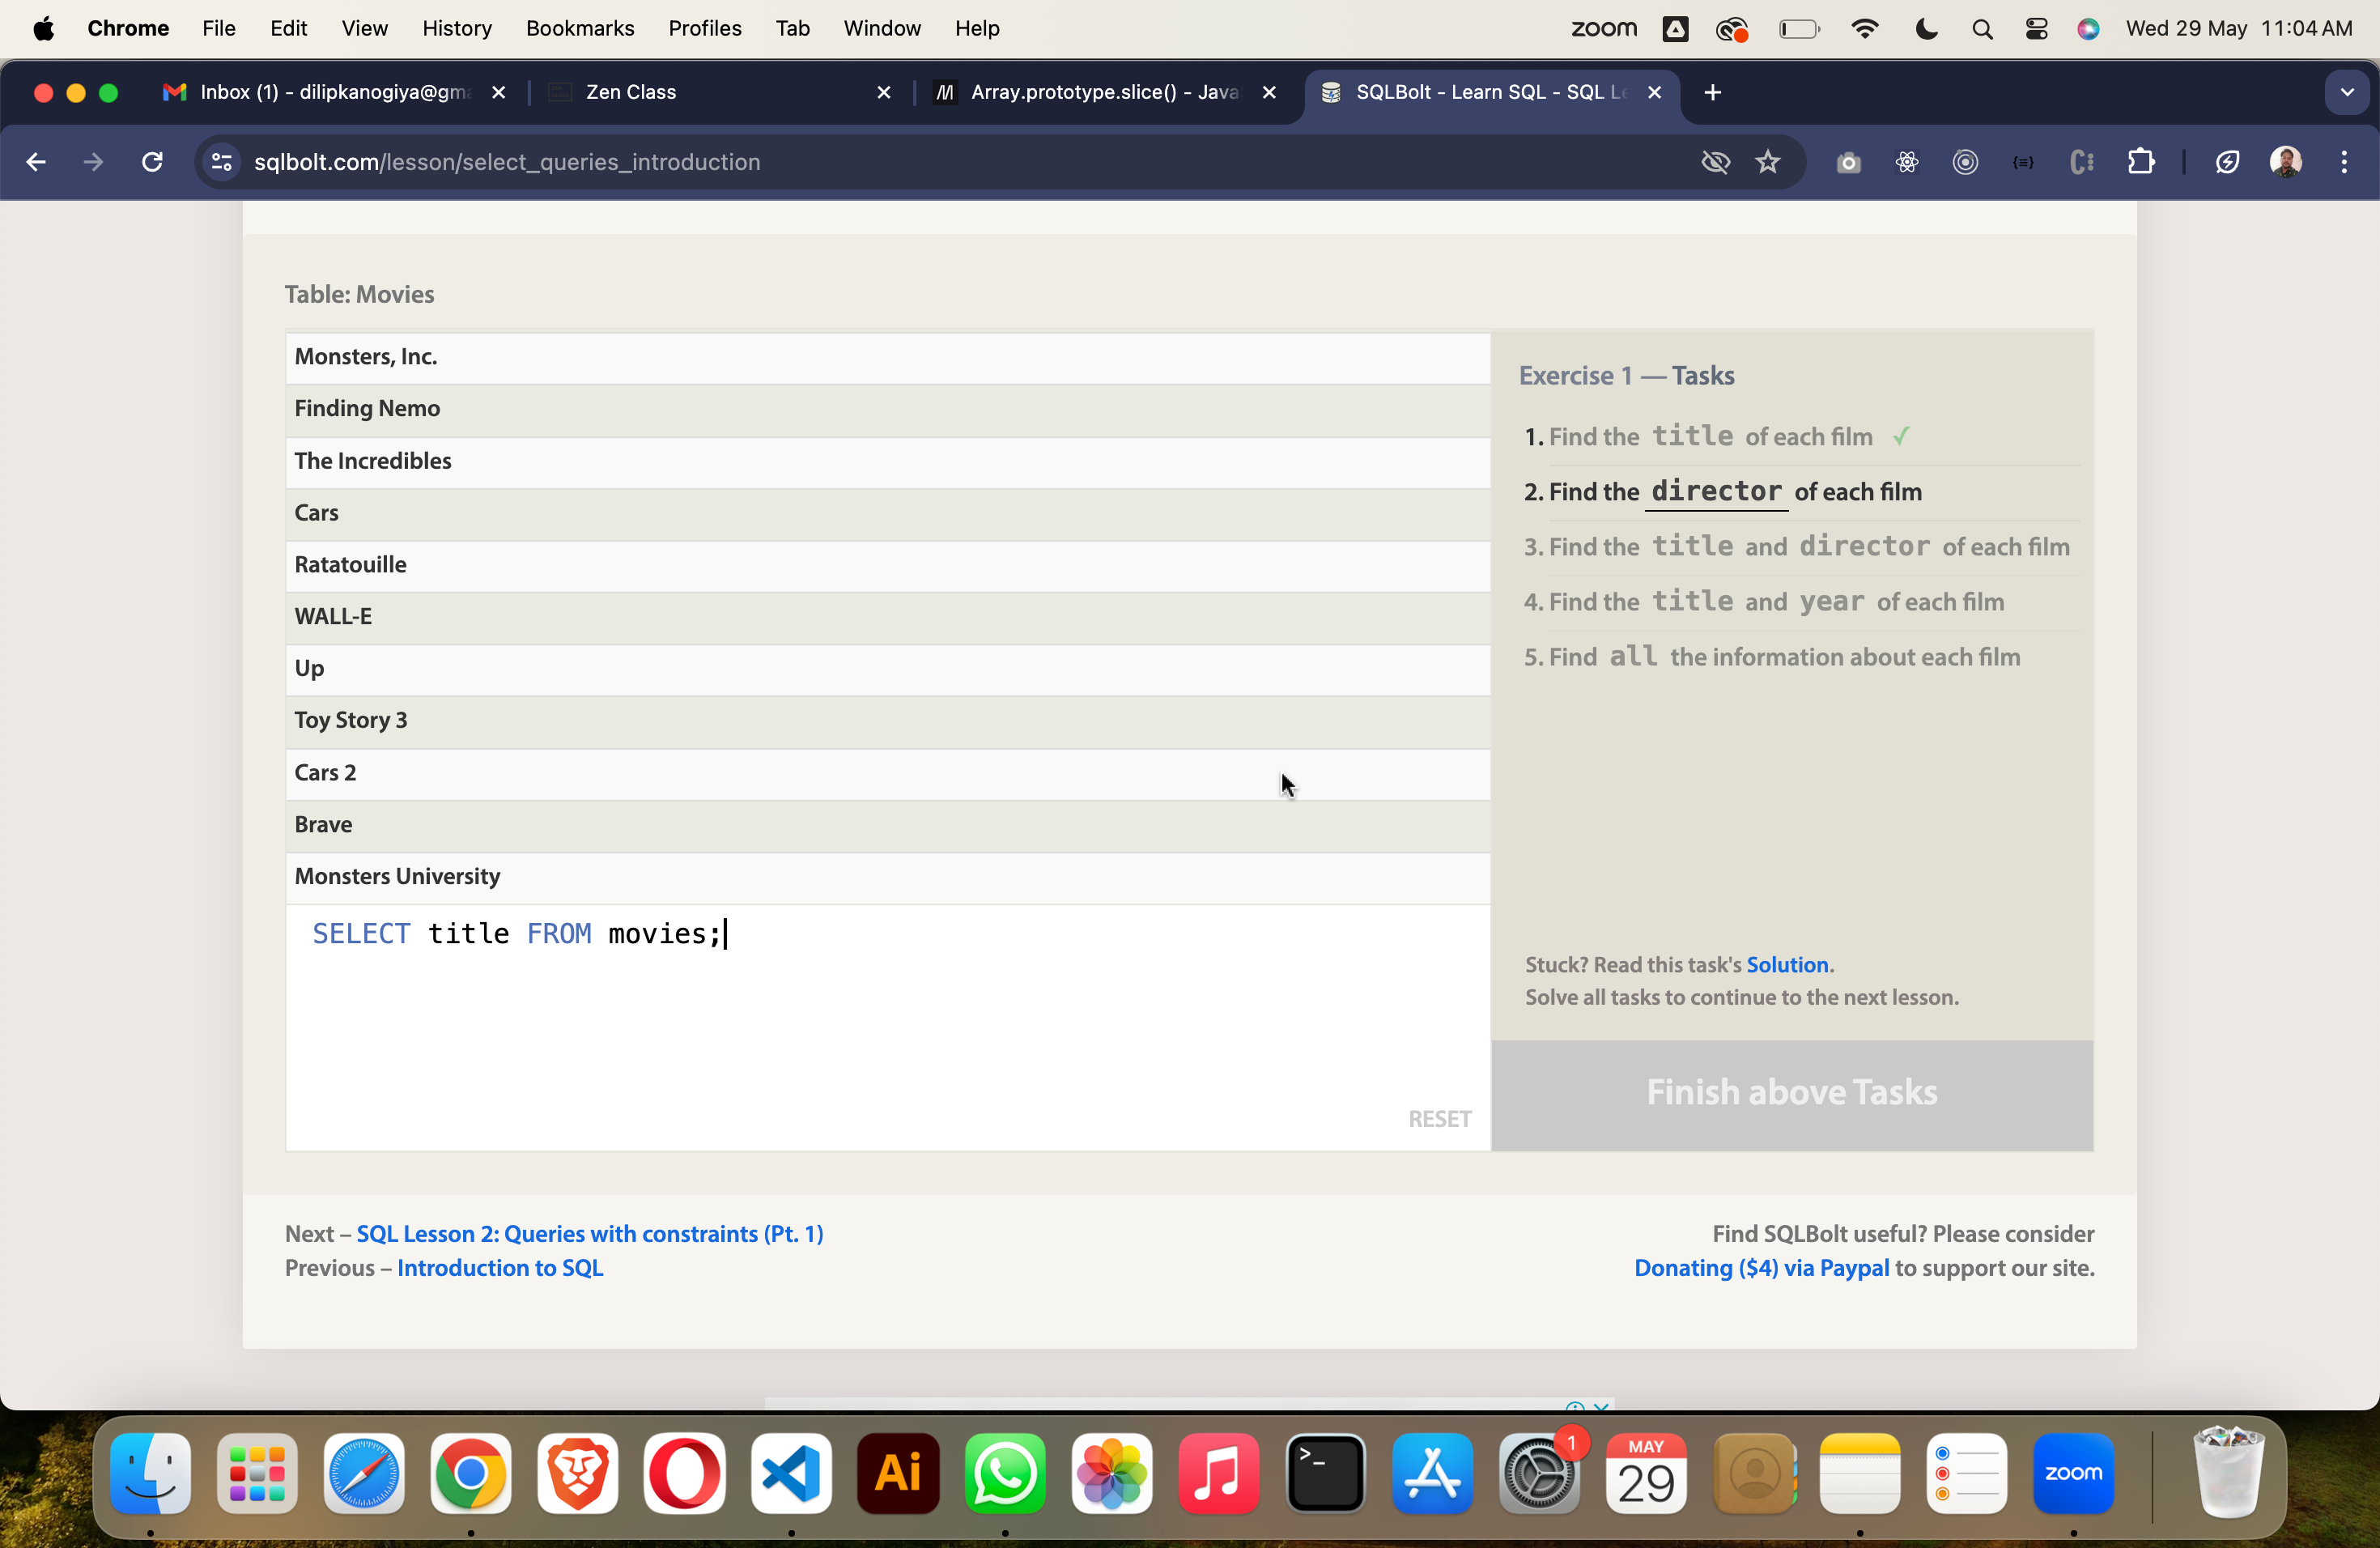 Chrome File Edit View History Bookmarks Profiles Tab Window Help zoom Wed 29 May 11:04 AM
Inbox (1) - dilipkanogiya@gma Zen Class Array.prototype.slice() - Java SQLBolt - Learn SQL - SQL Le
sqlbolt.com/lesson/select_queries_introduction
Table: Movies
Monsters, Inc.
Finding Nemo
The Incredibles
Cars
Ratatouille
WALL-E
Up
Toy Story 3
Cars 2
Brave
Monsters University
SELECT title FROM movies;
RESET
Exercise 1 — Tasks
1. Find the title of each film ✓
2. Find the director of each film
3. Find the title and director of each film
4. Find the title and year of each film
5. Find all the information about each film
Stuck? Read this task's Solution.
Solve all tasks to continue to the next lesson.
Finish above Tasks
Next – SQL Lesson 2: Queries with constraints (Pt. 1)
Previous – Introduction to SQL
Find SQLBolt useful? Please consider
Donating ($4) via Paypal to support our site.
Ai
>_
1
MAY
29
zoom